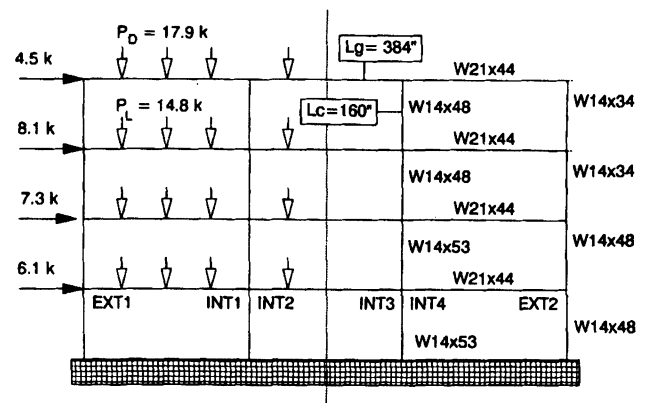 P_D = 17.9 k
4.5 k
Lg= 384"
W21x44
P_L = 14.8 k
Lc=160"
W14x48
W14x34
8.1 k
W21x44
W14x48
W14x34
7.3 k
W21x44
W14x53
W14x48
6.1 k
W21x44
EXT1
INT1
INT2
INT3
INT4
EXT2
W14x48
W14x53